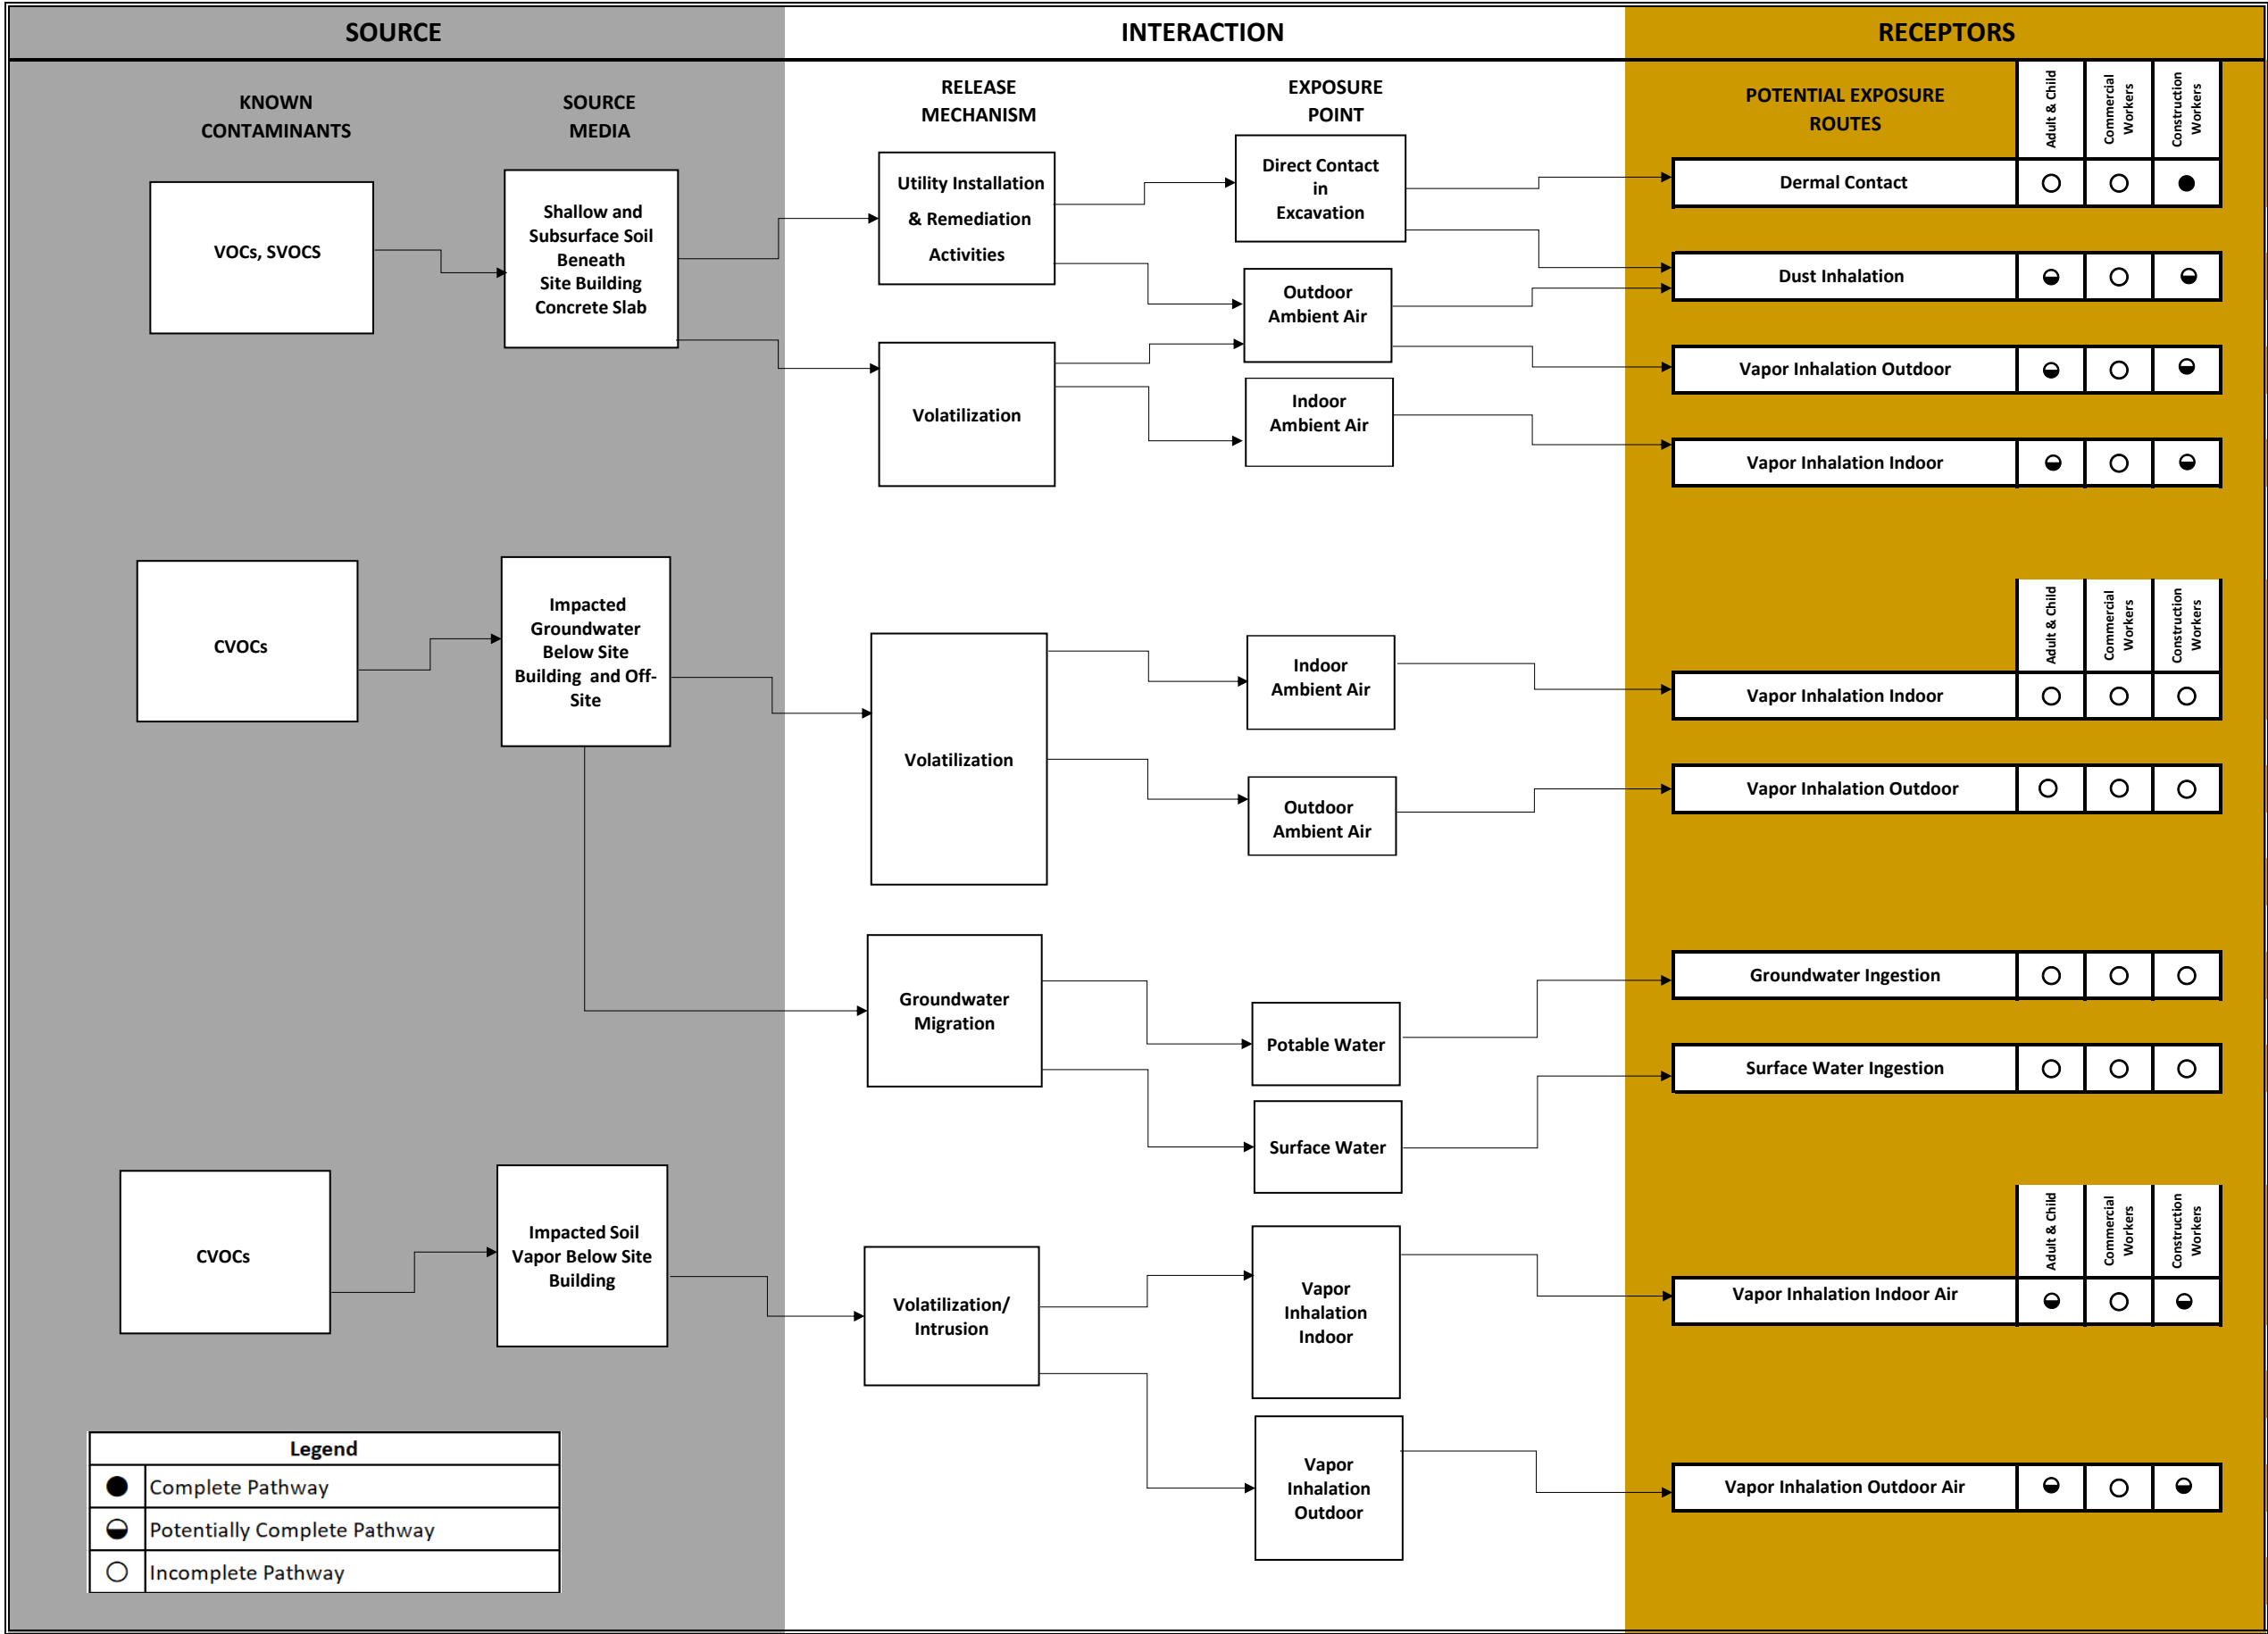 SOURCE
INTERACTION
RECEPTORS
KNOWN
CONTAMINANTS
SOURCE
MEDIA
RELEASE
MECHANISM
EXPOSURE
POINT
POTENTIAL EXPOSURE
ROUTES
Adult & Child
Commercial
Workers
Construction
Workers
VOCs, SVOCS
Shallow and
Subsurface Soil
Beneath
Site Building
Concrete Slab
Utility Installation
& Remediation
Activities
Direct Contact
in
Excavation
Dermal Contact
Dust Inhalation
Outdoor
Ambient Air
Volatilization
Vapor Inhalation Outdoor
Indoor
Ambient Air
Vapor Inhalation Indoor
CVOCs
Impacted
Groundwater
Below Site
Building and Off-
Site
Adult & Child
Commercial
Workers
Construction
Workers
Volatilization
Indoor
Ambient Air
Vapor Inhalation Indoor
Outdoor
Ambient Air
Vapor Inhalation Outdoor
Groundwater
Migration
Potable Water
Groundwater Ingestion
Surface Water
Surface Water Ingestion
CVOCs
Impacted Soil
Vapor Below Site
Building
Volatilization/
Intrusion
Vapor
Inhalation
Indoor
Adult & Child
Commercial
Workers
Construction
Workers
Vapor Inhalation Indoor Air
Vapor
Inhalation
Outdoor
Vapor Inhalation Outdoor Air
Legend
Complete Pathway
Potentially Complete Pathway
Incomplete Pathway